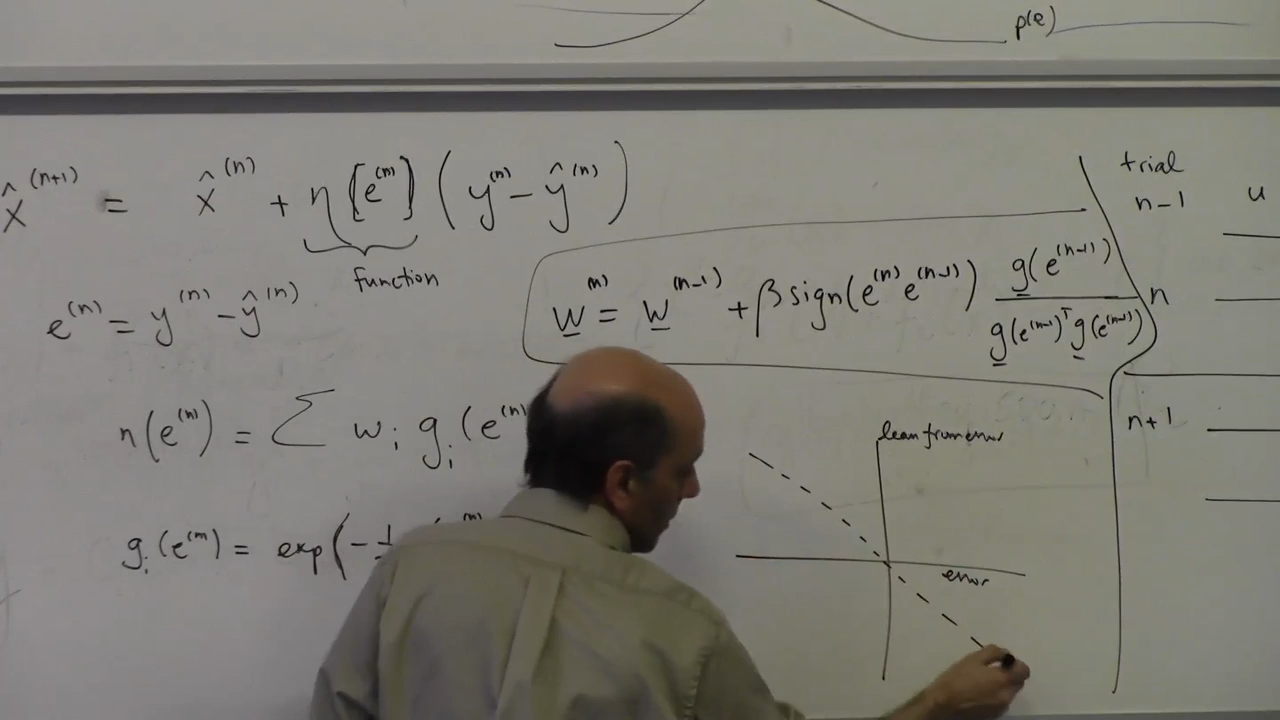 p(e)
x̂^(n+1) = x̂^(n) + η [e^(n)] (y^(n) - ŷ^(n))
function
e^(n) = y^(n) - ŷ^(n)
w^(n) = w^(n-1) + β sign(e^(n) e^(n-1)) g(e^(n-1)) / g(e^(n-1))^T g(e^(n-1))
n(e^(n)) = Σ w_i g_i(e^(n)
g_i(e^(n)) = exp(-1
learn from error
error
trial
n-1 u
n
n+1